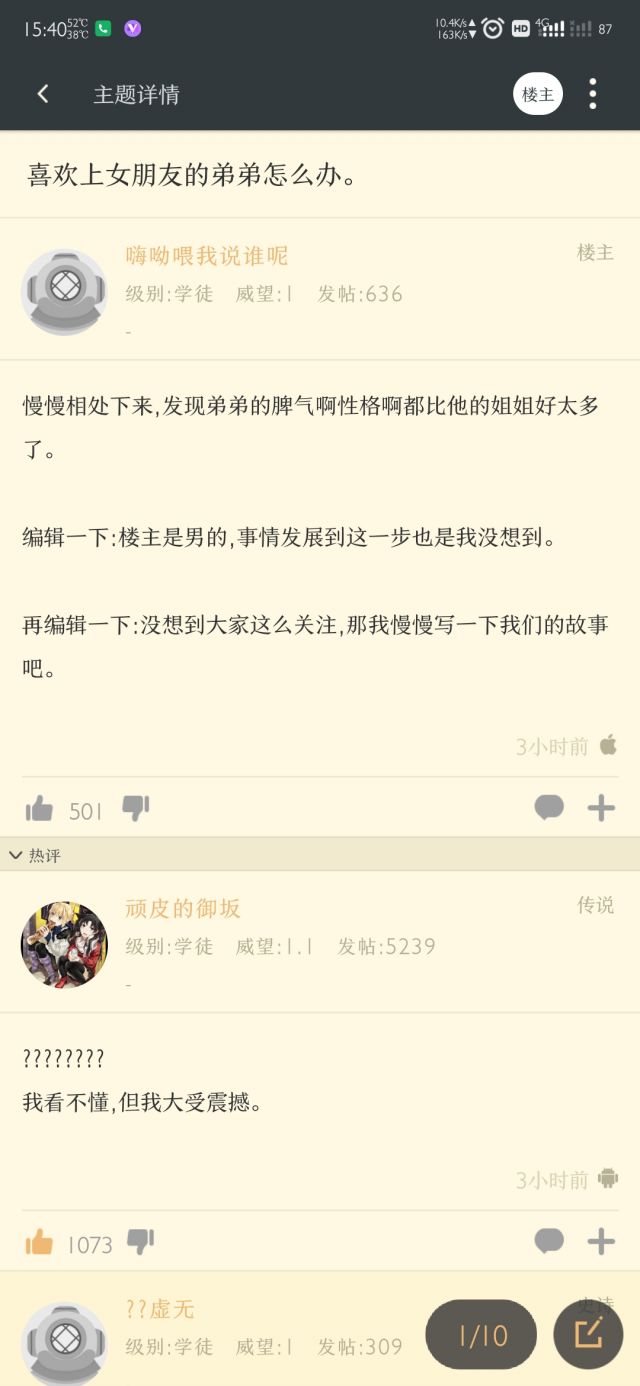 15:40 52℃ 38℃ 10.4K/s 163K/s HD 4G 87
主题详情 楼主
喜欢上女朋友的弟弟怎么办。
嗨呦喂我说谁呢 楼主
级别:学徒 威望:1 发帖:636
-
慢慢相处下来,发现弟弟的脾气啊性格啊都比他的姐姐好太多
了。
编辑一下:楼主是男的,事情发展到这一步也是我没想到。
再编辑一下:没想到大家这么关注,那我慢慢写一下我们的故事
吧。
3小时前
501
热评
顽皮的御坂 传说
级别:学徒 威望:1.1 发帖:5239
-
????????
我看不懂,但我大受震撼。
3小时前
1073
??虚无 史诗
级别:学徒 威望:1 发帖:309
1/10